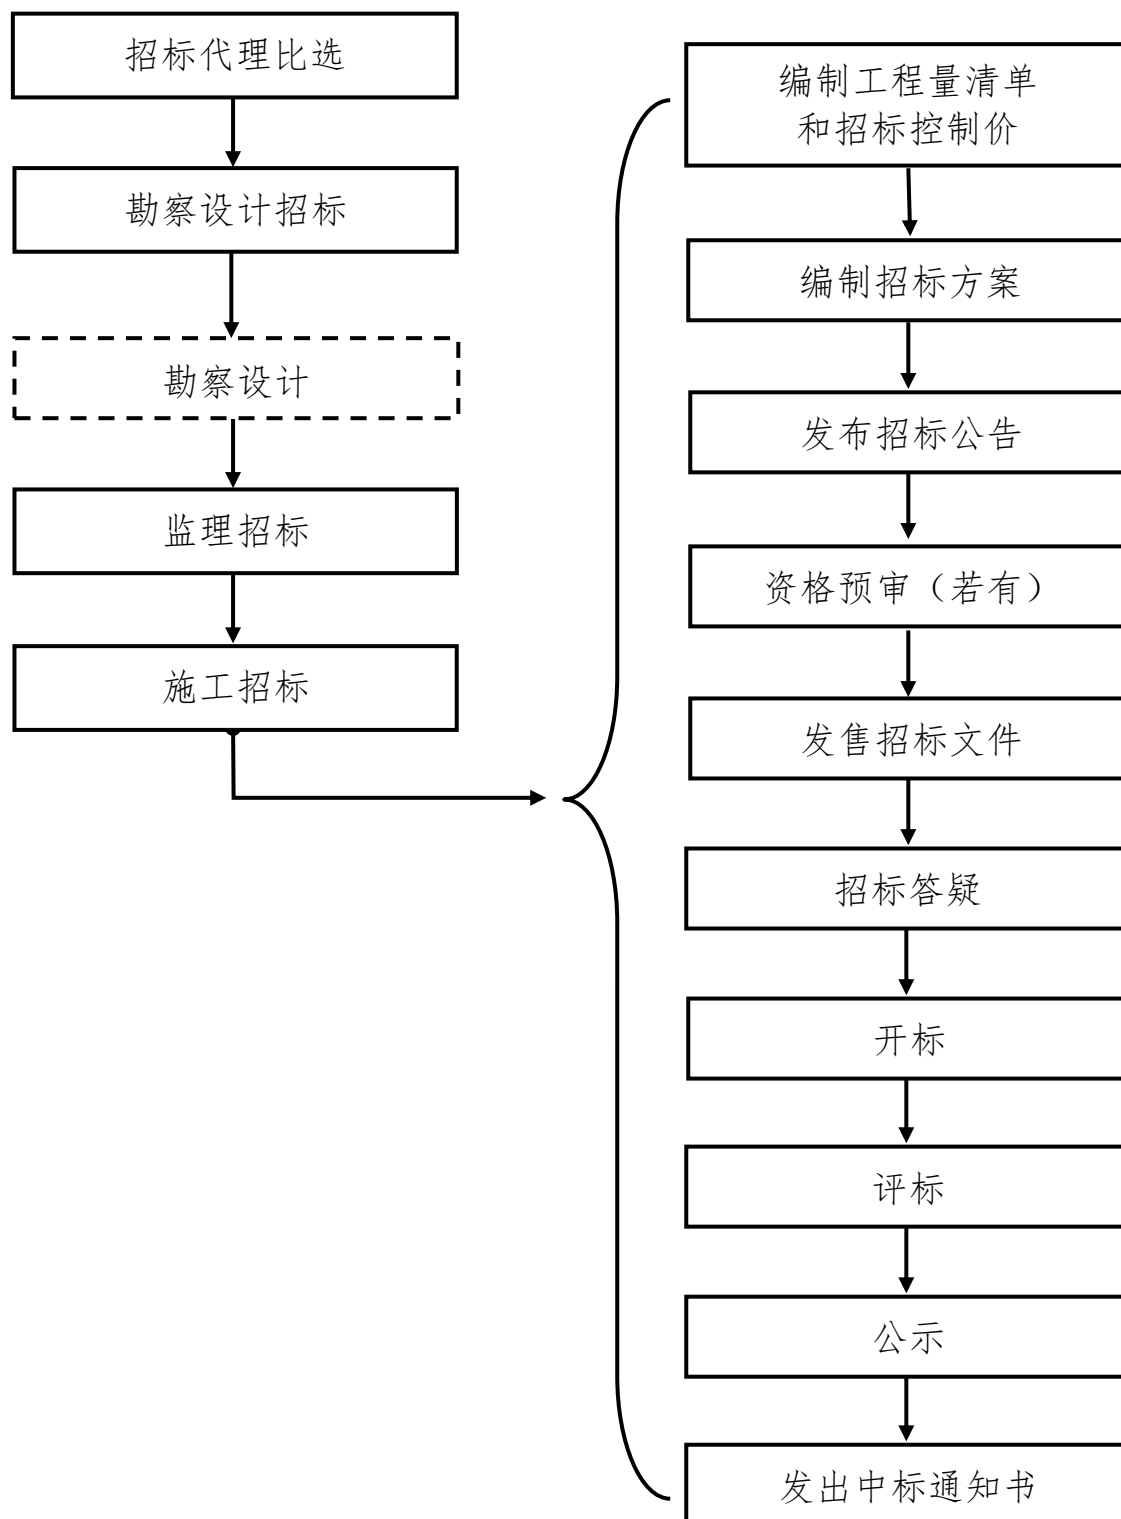 招标代理比选
勘察设计招标
勘察设计
监理招标
施工招标
编制工程量清单
和招标控制价
编制招标方案
发布招标公告
资格预审（若有）
发售招标文件
招标答疑
开标
评标
公示
发出中标通知书